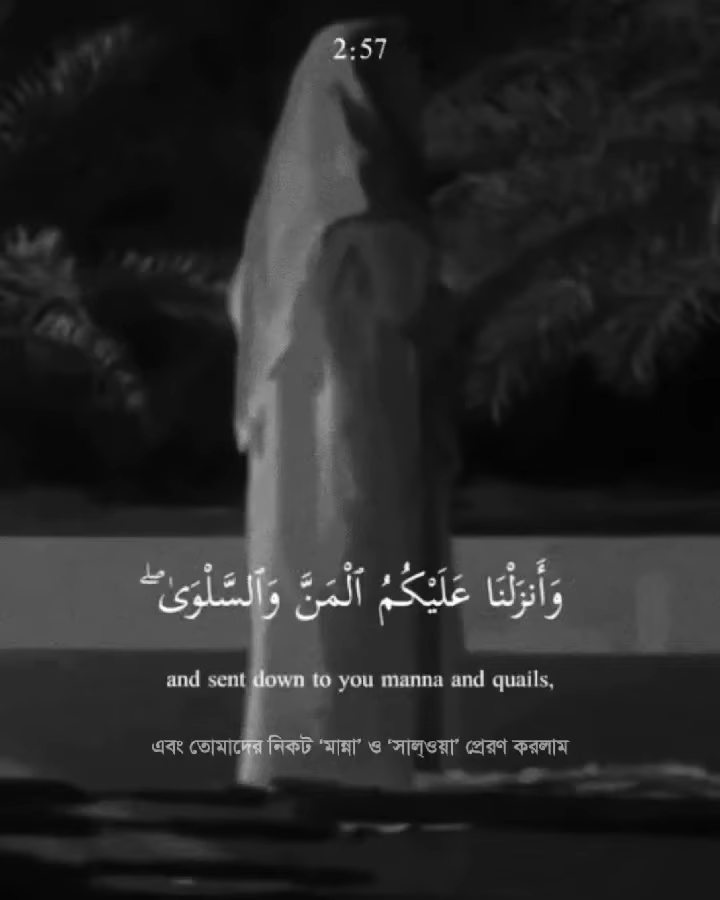 2:57
وَأَنزَلْنَا عَلَيْكُمُ ٱلْمَنَّ وَٱلسَّلْوَىٰ ۖ
and sent down to you manna and quails,
এবং তোমাদের নিকট ‘মান্না’ ও ‘সাল্‌ওয়া’ প্রেরণ করলাম